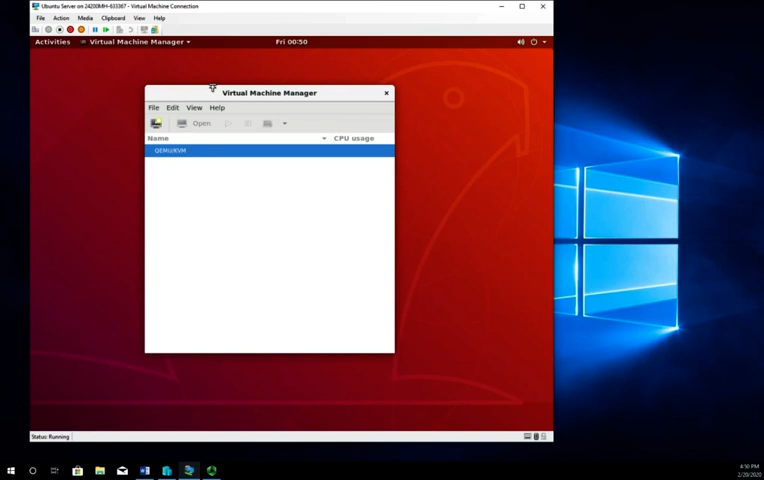 Ubuntu Server on 24200MH-633367 - Virtual Machine Connection
File Action Media Clipboard View Help
Activities Virtual Machine Manager Fri 00:50
Virtual Machine Manager
File Edit View Help
Open
Name CPU usage
QEMU/KVM
Status: Running
4:50 PM
2/20/2020